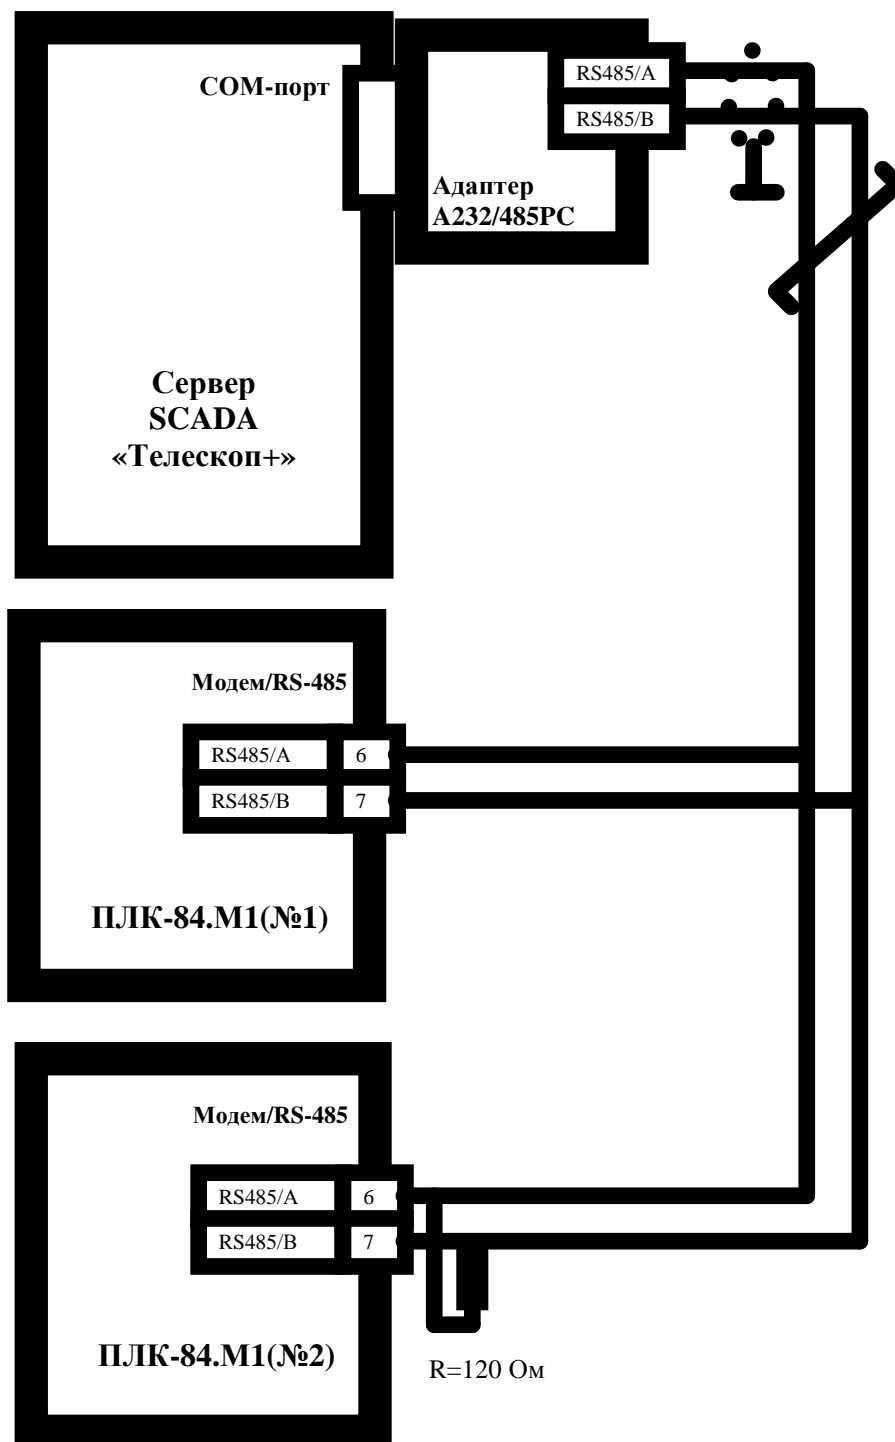 COM-порт
RS485/A
RS485/B
Адаптер
А232/485РС
Сервер
SCADA
«Телескоп+»
Модем/RS-485
RS485/A 6
RS485/B 7
ПЛК-84.М1(№1)
Модем/RS-485
RS485/A 6
RS485/B 7
ПЛК-84.М1(№2)
R=120 Ом